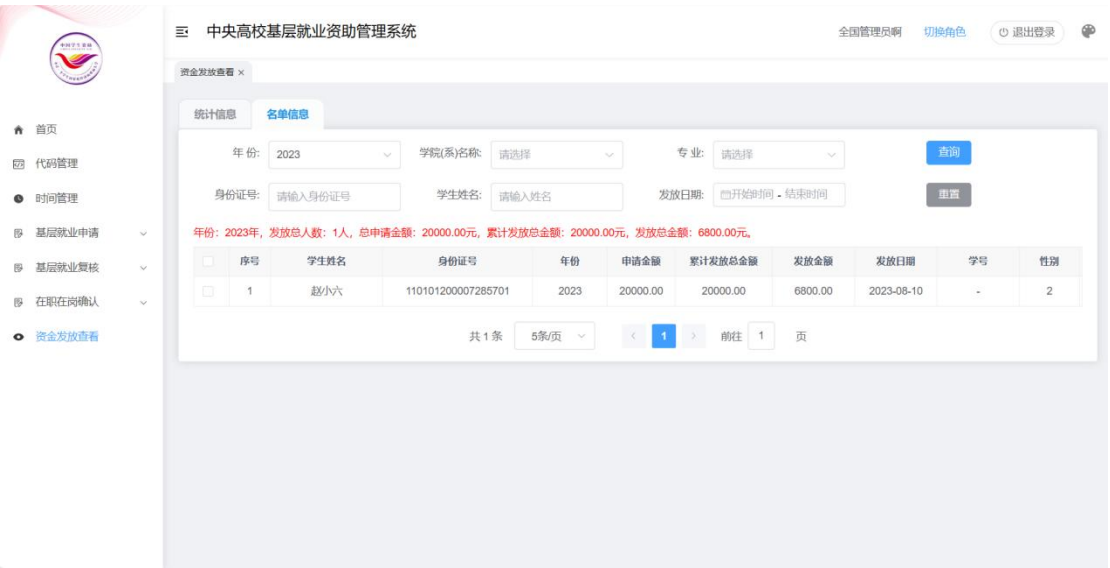 中国学生资助
中央高校基层就业资助管理系统
全国管理员啊 切换角色 退出登录
资金发放查看 ×
首页
代码管理
时间管理
基层就业申请
基层就业复核
在职在岗确认
资金发放查看
统计信息 名单信息
年 份: 2023 学院(系)名称: 请选择 专 业: 请选择 查询
身份证号: 请输入身份证号 学生姓名: 请输入姓名 发放日期: 开始时间 - 结束时间 重置
年份：2023年，发放总人数：1人，总申请金额：20000.00元，累计发放总金额：20000.00元，发放总金额：6800.00元。
序号 学生姓名 身份证号 年份 申请金额 累计发放总金额 发放金额 发放日期 学号 性别
1 赵小六 110101200007285701 2023 20000.00 20000.00 6800.00 2023-08-10 - 2
共 1 条 5条/页 < 1 > 前往 1 页